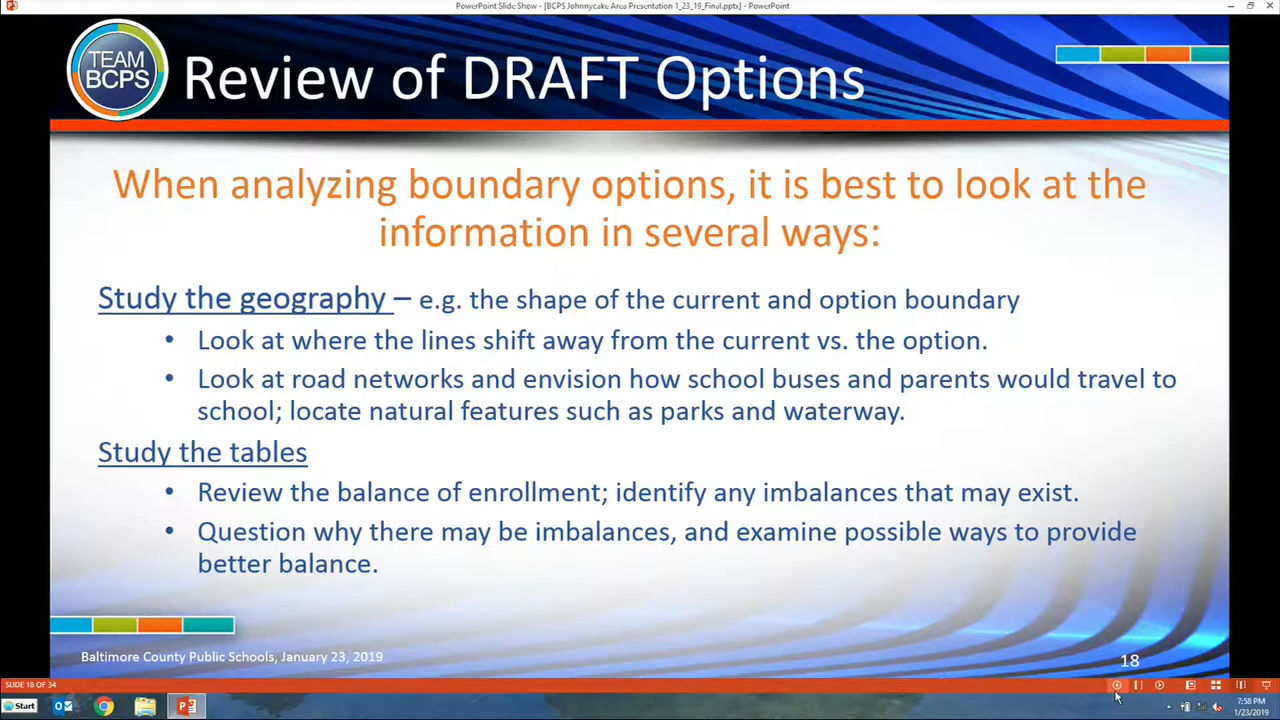 PowerPoint Slide Show - [BCPS Johnnycake Area Presentation 1_23_19_Final.pptx] - PowerPoint
TEAM
BCPS
Review of DRAFT Options
When analyzing boundary options, it is best to look at the
information in several ways:
Study the geography – e.g. the shape of the current and option boundary
• Look at where the lines shift away from the current vs. the option.
• Look at road networks and envision how school buses and parents would travel to
school; locate natural features such as parks and waterway.
Study the tables
• Review the balance of enrollment; identify any imbalances that may exist.
• Question why there may be imbalances, and examine possible ways to provide
better balance.
Baltimore County Public Schools, January 23, 2019
18
SLIDE 18 OF 34
Start
7:58 PM
1/23/2019